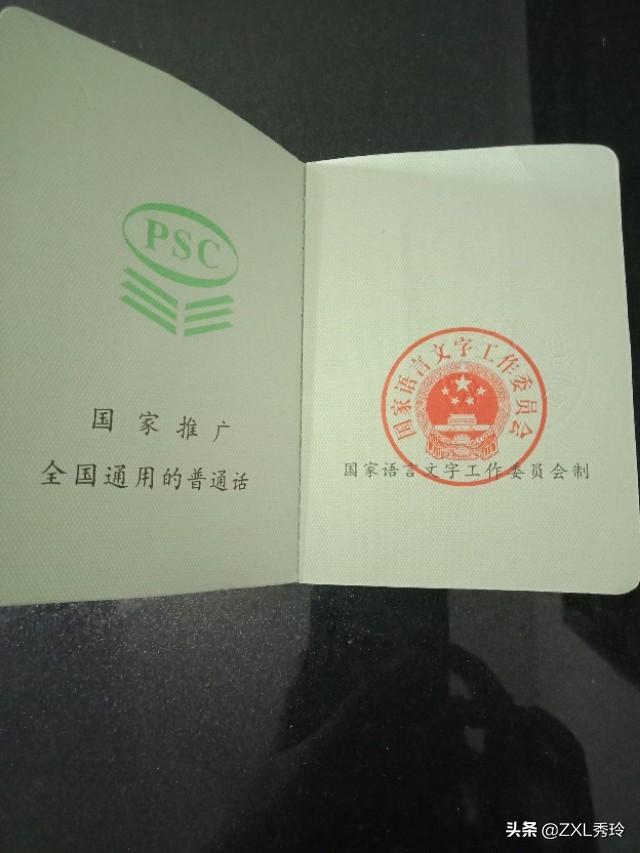 PSC
国家推广
全国通用的普通话
国家语言文字工作委员会
国家语言文字工作委员会制
头条 @ZXL秀玲